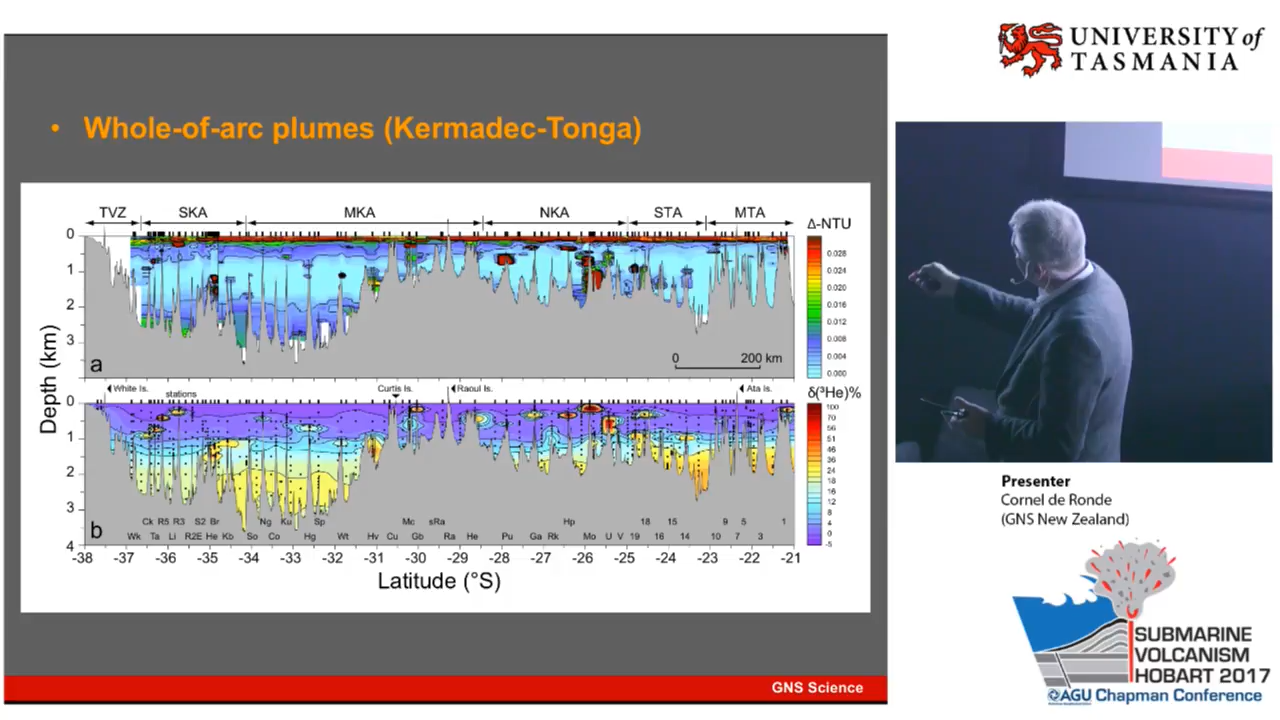 UNIVERSITY of
TASMANIA
• Whole-of-arc plumes (Kermadec-Tonga)
TVZ SKA MKA NKA STA MTA
Δ-NTU
0
1
2
3
0.028
0.024
0.020
0.016
0.012
0.008
0.004
0.000
a
0 200 km
Depth (km)
White Is. stations Curtis Is. Raoul Is. Ata Is.
δ(³He)%
0
1
2
3
4
100
70
56
51
46
36
24
18
16
12
8
4
0
-5
b
Ck R5 R3 S2 Br Ng Ku Sp Mc sRa Hp 18 15 9 5 1
Wk Ta Li R2E He Kb So Co Hg Wt Hv Cu Gb Ra He Pu Ga Rk Mo U V 19 16 14 10 7 3
-38 -37 -36 -35 -34 -33 -32 -31 -30 -29 -28 -27 -26 -25 -24 -23 -22 -21
Latitude (°S)
GNS Science
Presenter
Cornel de Ronde
(GNS New Zealand)
SUBMARINE
VOLCANISM
HOBART 2017
AGU Chapman Conference